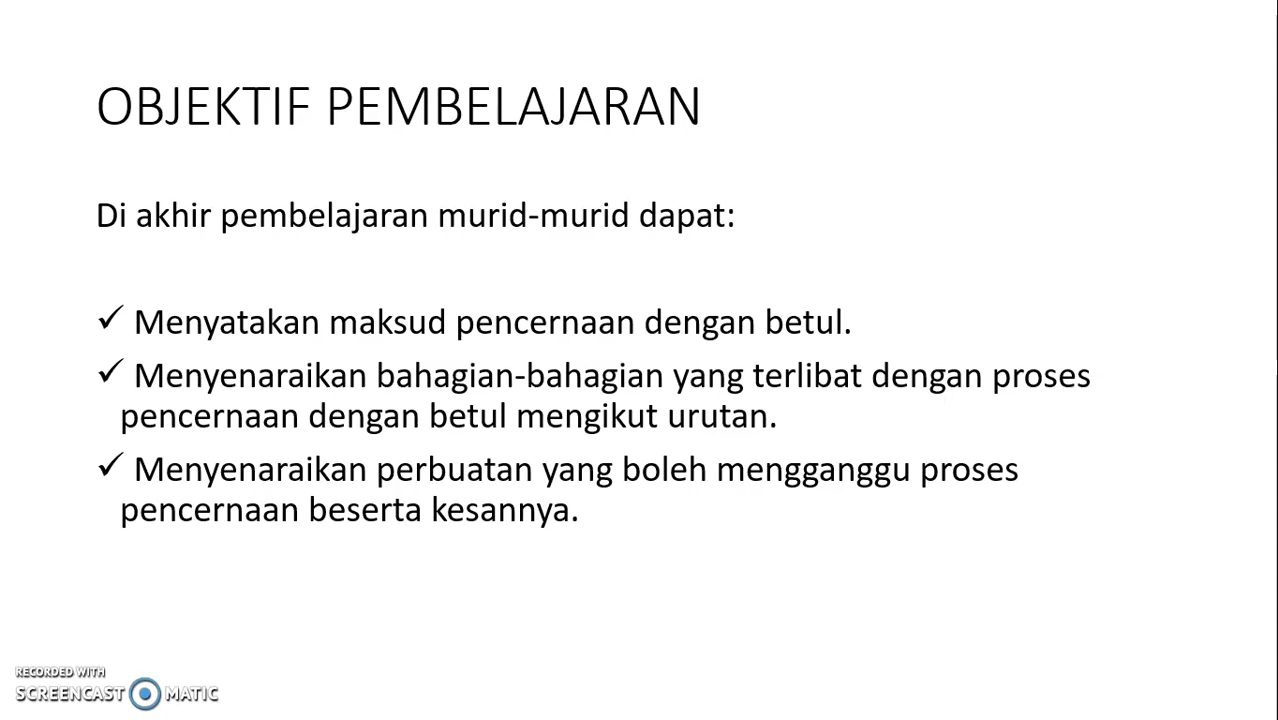 OBJEKTIF PEMBELAJARAN
Di akhir pembelajaran murid-murid dapat:
✓ Menyatakan maksud pencernaan dengan betul.
✓ Menyenaraikan bahagian-bahagian yang terlibat dengan proses
pencernaan dengan betul mengikut urutan.
✓ Menyenaraikan perbuatan yang boleh mengganggu proses
pencernaan beserta kesannya.
RECORDED WITH
SCREENCAST MATIC